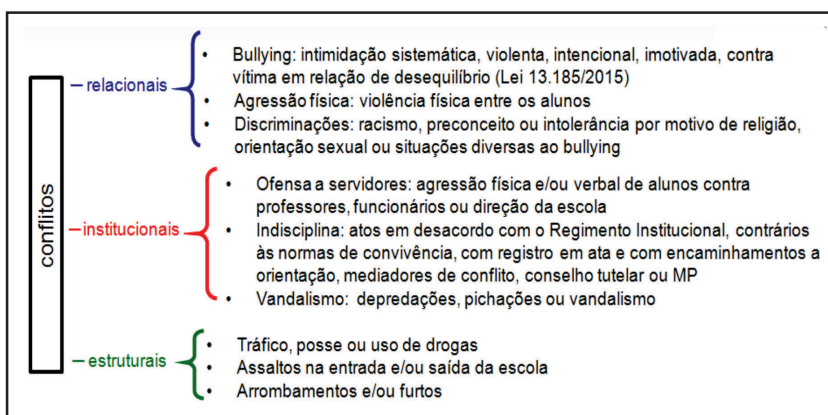 conflitos
– relacionais
• Bullying: intimidação sistemática, violenta, intencional, imotivada, contra
vítima em relação de desequilíbrio (Lei 13.185/2015)
• Agressão física: violência física entre os alunos
• Discriminações: racismo, preconceito ou intolerância por motivo de religião,
orientação sexual ou situações diversas ao bullying
– institucionais
• Ofensa a servidores: agressão física e/ou verbal de alunos contra
professores, funcionários ou direção da escola
• Indisciplina: atos em desacordo com o Regimento Institucional, contrários
às normas de convivência, com registro em ata e com encaminhamentos a
orientação, mediadores de conflito, conselho tutelar ou MP
• Vandalismo: depredações, pichações ou vandalismo
– estruturais
• Tráfico, posse ou uso de drogas
• Assaltos na entrada e/ou saída da escola
• Arrombamentos e/ou furtos